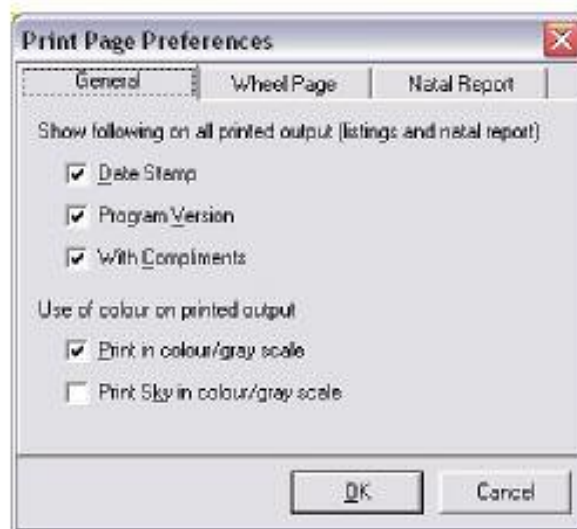 Print Page Preferences
General Wheel Page Natal Report
Show following on all printed output (listings and natal report)
Date Stamp
Program Version
With Compliments
Use of colour on printed output
Print in colour/gray scale
Print Sky in colour/gray scale
OK Cancel